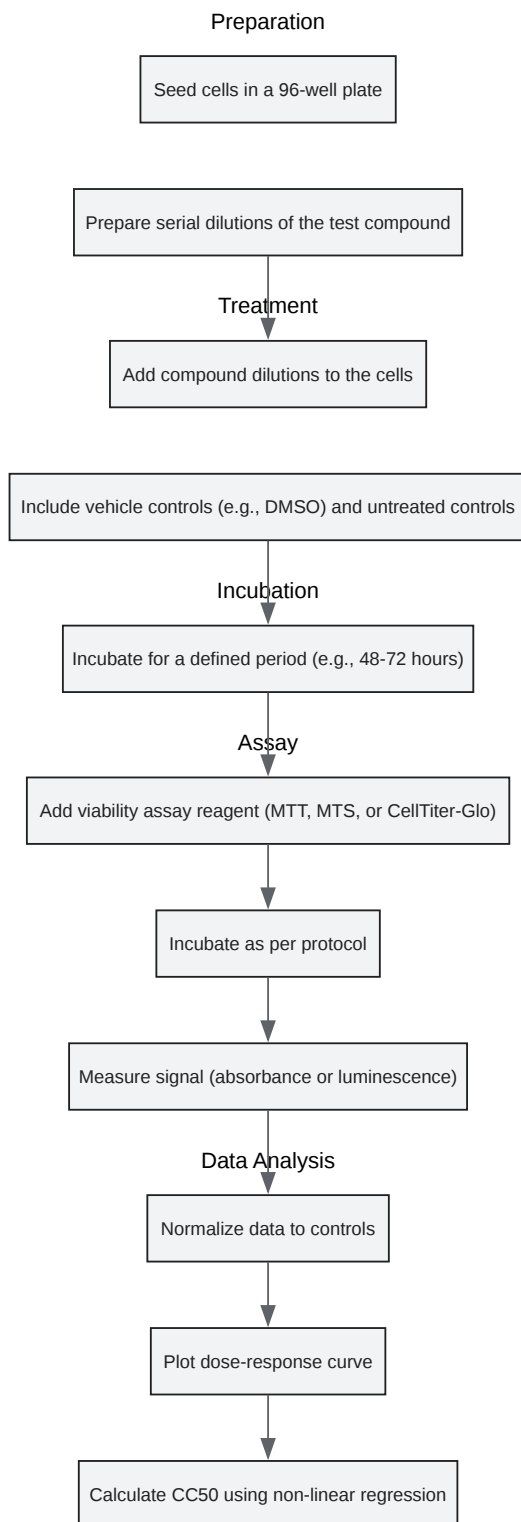 Preparation
Seed cells in a 96-well plate
Prepare serial dilutions of the test compound
Treatment
Add compound dilutions to the cells
Include vehicle controls (e.g., DMSO) and untreated controls
Incubation
Incubate for a defined period (e.g., 48-72 hours)
Assay
Add viability assay reagent (MTT, MTS, or CellTiter-Glo)
Incubate as per protocol
Measure signal (absorbance or luminescence)
Data Analysis
Normalize data to controls
Plot dose-response curve
Calculate CC50 using non-linear regression